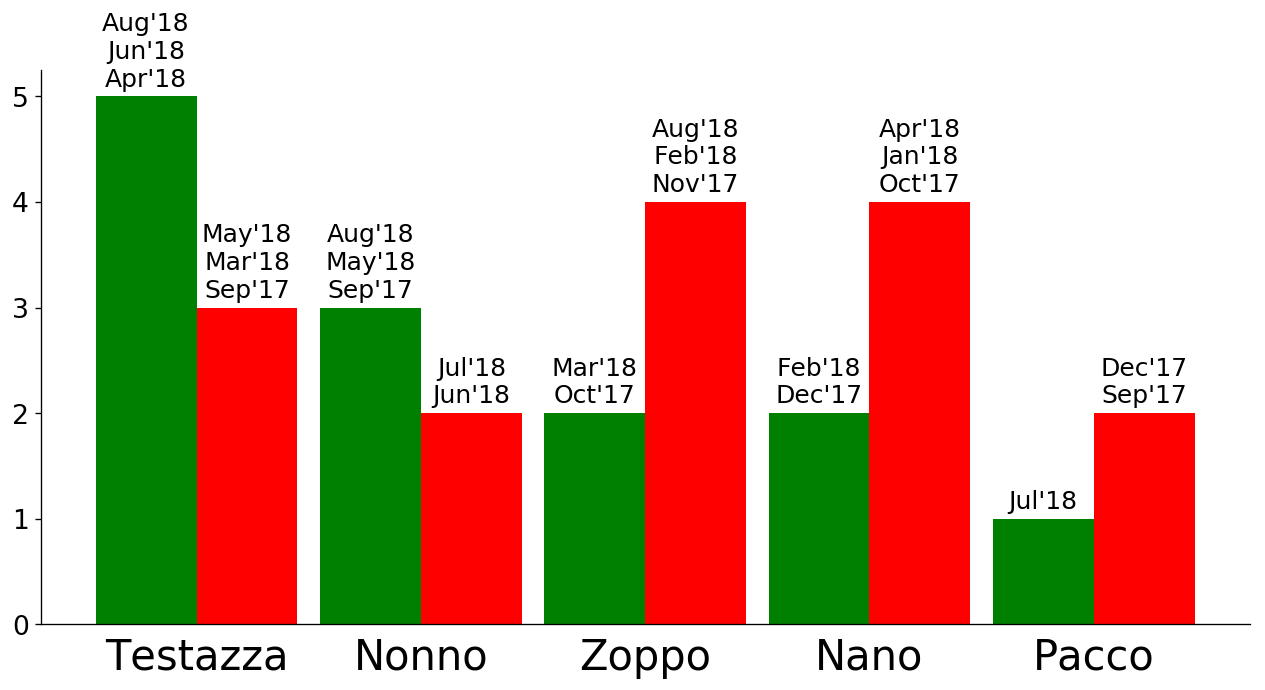 Aug'18
Jun'18
Apr'18
May'18
Mar'18
Sep'17
Aug'18
May'18
Sep'17
Jul'18
Jun'18
Mar'18
Oct'17
Aug'18
Feb'18
Nov'17
Feb'18
Dec'17
Apr'18
Jan'18
Oct'17
Jul'18
Dec'17
Sep'17
5
4
3
2
1
0
Testazza
Nonno
Zoppo
Nano
Pacco